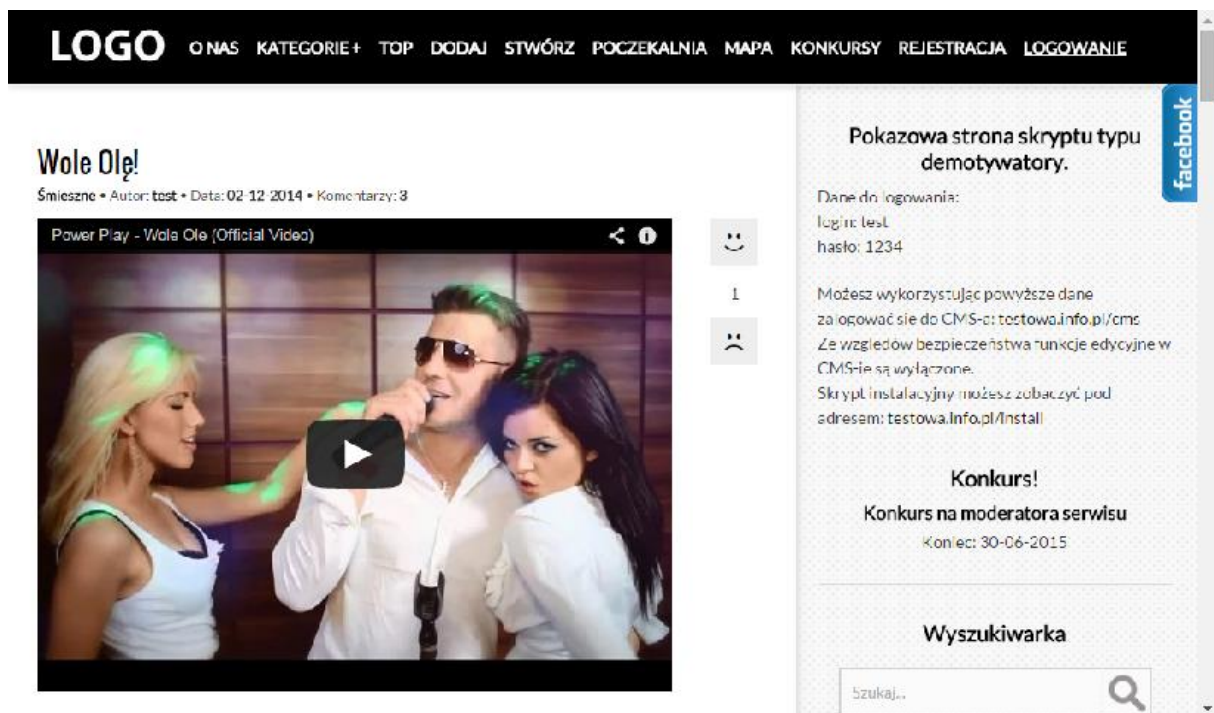 LOGO O NAS KATEGORIE+ TOP DODAJ STWÓRZ POCZEKALNIA MAPA KONKURSY REJESTRACJA LOGOWANIE
facebook
Wole Olę!
Śmieszne • Autor: test • Data: 02-12-2014 • Komentarzy: 3
Power Play - Wole Ole (Official Video)
1
Pokazowa strona skryptu typu
demotywatory.
Dane do logowania:
login: test
hasło: 1234
Możesz wykorzystując powyższe dane
zalogować sie do CMS-a: testowa.info.pl/cms
Ze względów bezpieczeństwa funkcje edycyjne w
CMS-ie są wyłączone.
Skrypt instalacyjny możesz zobaczyć pod
adresem: testowa.info.pl/install
Konkurs!
Konkurs na moderatora serwisu
Koniec: 30-06-2015
Wyszukiwarka
Szukaj...